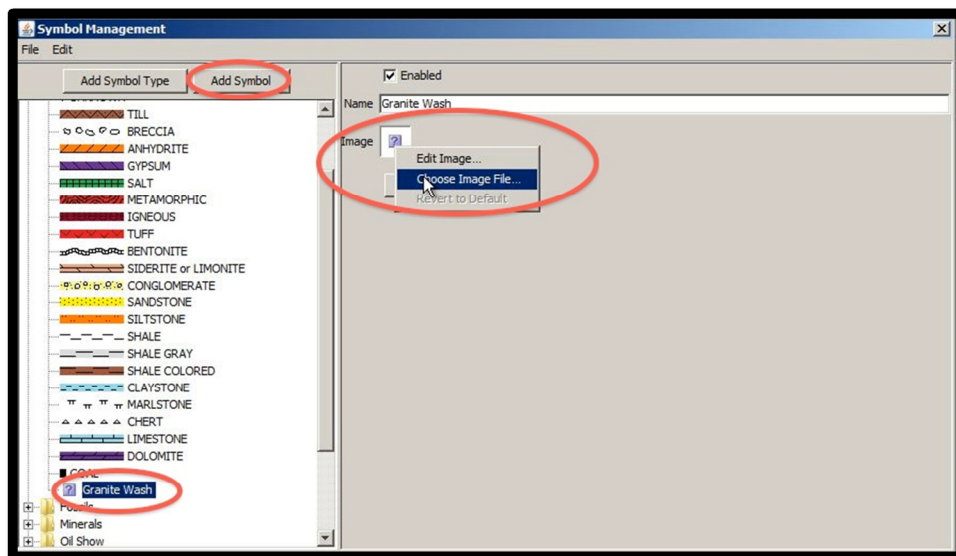 Symbol Management
File Edit
Add Symbol Type Add Symbol
TILL
BRECCIA
ANHYDRITE
GYPSUM
SALT
METAMORPHIC
IGNEOUS
TUFF
BENTONITE
SIDERITE or LIMONITE
CONGLOMERATE
SANDSTONE
SILTSTONE
SHALE
SHALE GRAY
SHALE COLORED
CLAYSTONE
MARLSTONE
CHERT
LIMESTONE
DOLOMITE
COAL
Granite Wash
Fossils
Minerals
Oil Show
Enabled
Name Granite Wash
Image
Edit Image...
Choose Image File...
Revert to Default